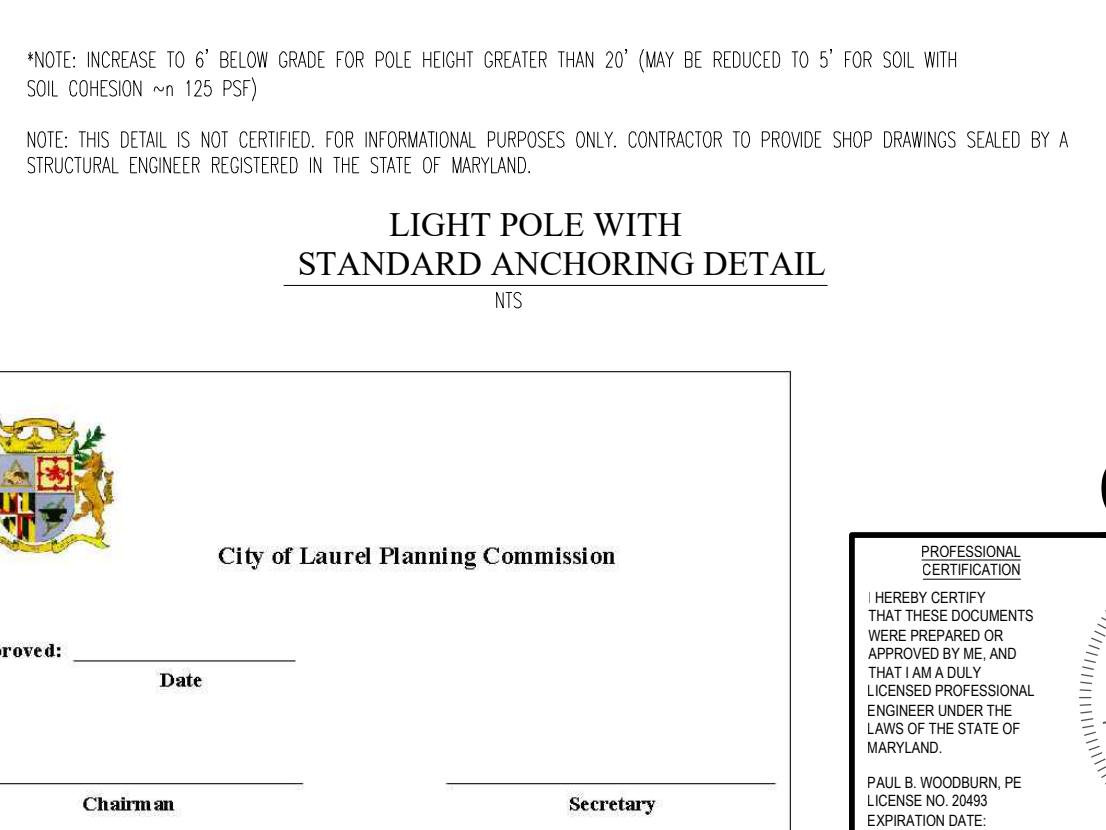 *NOTE: INCREASE TO 6' BELOW GRADE FOR POLE HEIGHT GREATER THAN 20' (MAY BE REDUCED TO 5' FOR SOIL WITH
SOIL COHESION ~n 125 PSF)
NOTE: THIS DETAIL IS NOT CERTIFIED. FOR INFORMATIONAL PURPOSES ONLY. CONTRACTOR TO PROVIDE SHOP DRAWINGS SEALED BY A
STRUCTURAL ENGINEER REGISTERED IN THE STATE OF MARYLAND.
LIGHT POLE WITH
STANDARD ANCHORING DETAIL
NTS
City of Laurel Planning Commission
roved:
Date
Chairman
Secretary
PROFESSIONAL
CERTIFICATION
I HEREBY CERTIFY
THAT THESE DOCUMENTS
WERE PREPARED OR
APPROVED BY ME, AND
THAT I AM A DULY
LICENSED PROFESSIONAL
ENGINEER UNDER THE
LAWS OF THE STATE OF
MARYLAND.
PAUL B. WOODBURN, PE
LICENSE NO. 20493
EXPIRATION DATE: